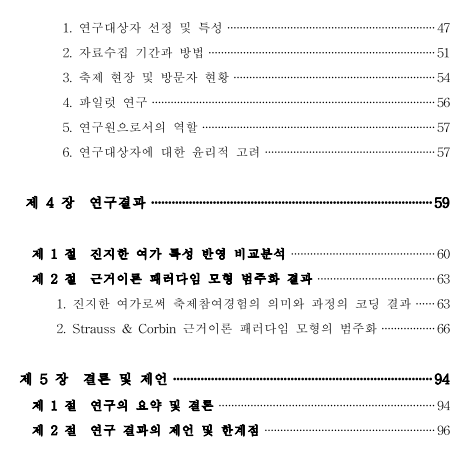 1. 연구대상자 선정 및 특성 ························ 47
2. 자료수집 기간과 방법 ························ 51
3. 축제 현장 및 방문자 현황 ························ 54
4. 파일럿 연구 ························ 56
5. 연구원으로서의 역할 ························ 57
6. 연구대상자에 대한 윤리적 고려 ························ 57
제 4 장 연구결과 ························ 59
제 1 절 진지한 여가 특성 반영 비교분석 ························ 60
제 2 절 근거이론 패러다임 모형 범주화 결과 ························ 63
1. 진지한 여가로써 축제참여경험의 의미와 과정의 코딩 결과 ······ 63
2. Strauss & Corbin 근거이론 패러다임 모형의 범주화 ················ 66
제 5 장 결론 및 제언 ························ 94
제 1 절 연구의 요약 및 결론 ························ 94
제 2 절 연구 결과의 제언 및 한계점 ························ 96